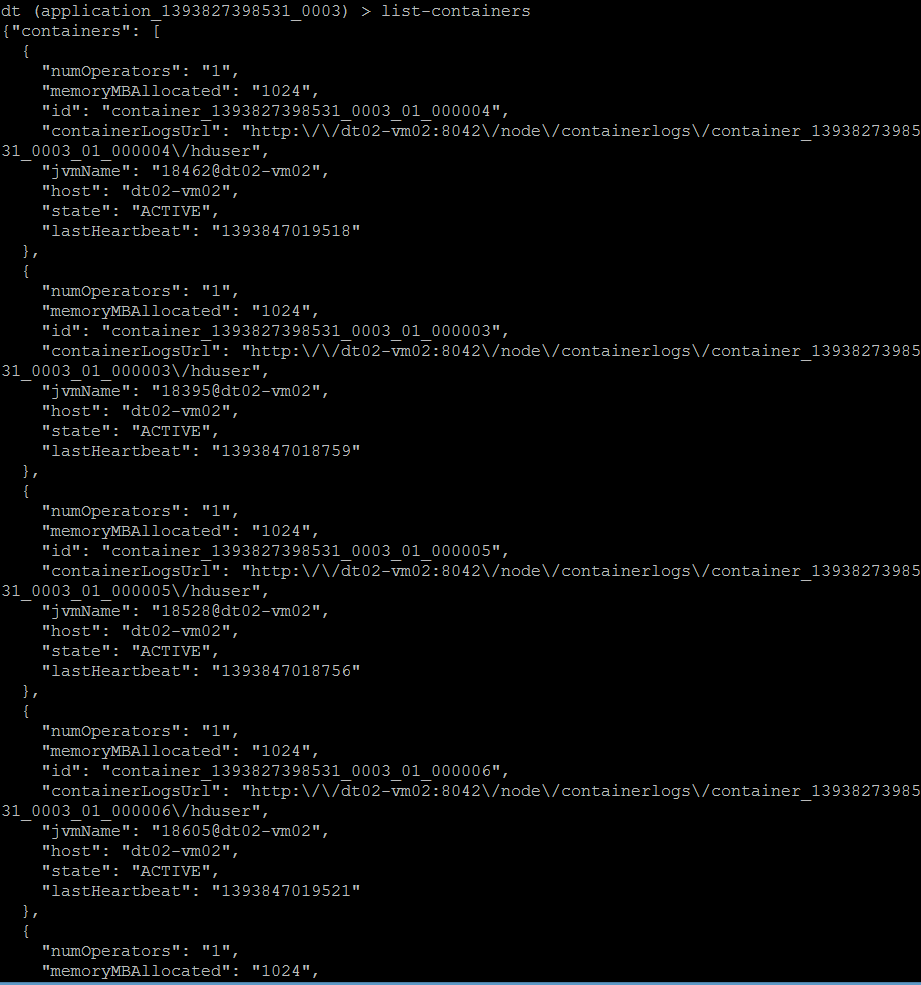 dt (application_1393827398531_0003) > list-containers
{"containers": [
  {
    "numOperators": "1",
    "memoryMBAllocated": "1024",
    "id": "container_1393827398531_0003_01_000004",
    "containerLogsUrl": "http:\/\/dt02-vm02:8042\/node\/containerlogs\/container_13938273985
31_0003_01_000004\/hduser",
    "jvmName": "18462@dt02-vm02",
    "host": "dt02-vm02",
    "state": "ACTIVE",
    "lastHeartbeat": "1393847019518"
  },
  {
    "numOperators": "1",
    "memoryMBAllocated": "1024",
    "id": "container_1393827398531_0003_01_000003",
    "containerLogsUrl": "http:\/\/dt02-vm02:8042\/node\/containerlogs\/container_13938273985
31_0003_01_000003\/hduser",
    "jvmName": "18395@dt02-vm02",
    "host": "dt02-vm02",
    "state": "ACTIVE",
    "lastHeartbeat": "1393847018759"
  },
  {
    "numOperators": "1",
    "memoryMBAllocated": "1024",
    "id": "container_1393827398531_0003_01_000005",
    "containerLogsUrl": "http:\/\/dt02-vm02:8042\/node\/containerlogs\/container_13938273985
31_0003_01_000005\/hduser",
    "jvmName": "18528@dt02-vm02",
    "host": "dt02-vm02",
    "state": "ACTIVE",
    "lastHeartbeat": "1393847018756"
  },
  {
    "numOperators": "1",
    "memoryMBAllocated": "1024",
    "id": "container_1393827398531_0003_01_000006",
    "containerLogsUrl": "http:\/\/dt02-vm02:8042\/node\/containerlogs\/container_13938273985
31_0003_01_000006\/hduser",
    "jvmName": "18605@dt02-vm02",
    "host": "dt02-vm02",
    "state": "ACTIVE",
    "lastHeartbeat": "1393847019521"
  },
  {
    "numOperators": "1",
    "memoryMBAllocated": "1024",